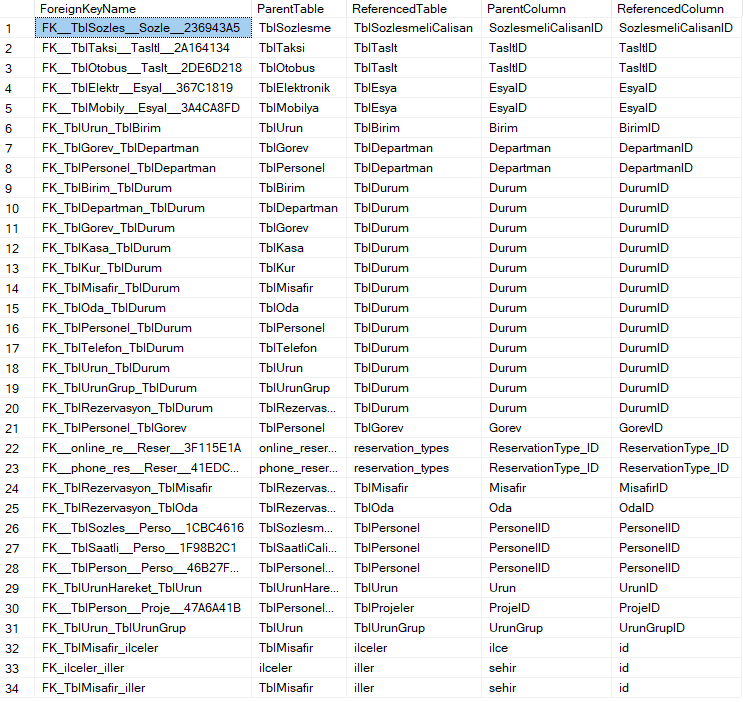 ForeignKeyName ParentTable ReferencedTable ParentColumn ReferencedColumn
1 FK__TblSozles__Sozle__236943A5 TblSozlesme TblSozlesmeliCalisan SozlesmeliCalisanID SozlesmeliCalisanID
2 FK__TblTaksi__TasItI__2A164134 TblTaksi TblTasIt TasItID TasItID
3 FK__TblOtobus__TasIt__2DE6D218 TblOtobus TblTasIt TasItID TasItID
4 FK__TblElektr__EsyaI__367C1819 TblElektronik TblEsya EsyaID EsyaID
5 FK__TblMobily__EsyaI__3A4CA8FD TblMobilya TblEsya EsyaID EsyaID
6 FK_TblUrun_TblBirim TblUrun TblBirim Birim BirimID
7 FK_TblGorev_TblDepartman TblGorev TblDepartman Departman DepartmanID
8 FK_TblPersonel_TblDepartman TblPersonel TblDepartman Departman DepartmanID
9 FK_TblBirim_TblDurum TblBirim TblDurum Durum DurumID
10 FK_TblDepartman_TblDurum TblDepartman TblDurum Durum DurumID
11 FK_TblGorev_TblDurum TblGorev TblDurum Durum DurumID
12 FK_TblKasa_TblDurum TblKasa TblDurum Durum DurumID
13 FK_TblKur_TblDurum TblKur TblDurum Durum DurumID
14 FK_TblMisafir_TblDurum TblMisafir TblDurum Durum DurumID
15 FK_TblOda_TblDurum TblOda TblDurum Durum DurumID
16 FK_TblPersonel_TblDurum TblPersonel TblDurum Durum DurumID
17 FK_TblTelefon_TblDurum TblTelefon TblDurum Durum DurumID
18 FK_TblUrun_TblDurum TblUrun TblDurum Durum DurumID
19 FK_TblUrunGrup_TblDurum TblUrunGrup TblDurum Durum DurumID
20 FK_TblRezervasyon_TblDurum TblRezervas... TblDurum Durum DurumID
21 FK_TblPersonel_TblGorev TblPersonel TblGorev Gorev GorevID
22 FK__online_re__Reser__3F115E1A online_reser... reservation_types ReservationType_ID ReservationType_ID
23 FK__phone_res__Reser__41EDC... phone_reser... reservation_types ReservationType_ID ReservationType_ID
24 FK_TblRezervasyon_TblMisafir TblRezervas... TblMisafir Misafir MisafirID
25 FK_TblRezervasyon_TblOda TblRezervas... TblOda Oda OdaID
26 FK__TblSozles__Perso__1CBC4616 TblSozlesm... TblPersonel PersonelID PersonelID
27 FK__TblSaatli__Perso__1F98B2C1 TblSaatliCali... TblPersonel PersonelID PersonelID
28 FK__TblPerson__Perso__46B27F... TblPersonel... TblPersonel PersonelID PersonelID
29 FK_TblUrunHareket_TblUrun TblUrunHare... TblUrun Urun UrunID
30 FK__TblPerson__Proje__47A6A41B TblPersonel... TblProjeler ProjeID ProjeID
31 FK_TblUrun_TblUrunGrup TblUrun TblUrunGrup UrunGrup UrunGrupID
32 FK_TblMisafir_ilceler TblMisafir ilceler ilce id
33 FK_ilceler_iller ilceler iller sehir id
34 FK_TblMisafir_iller TblMisafir iller sehir id